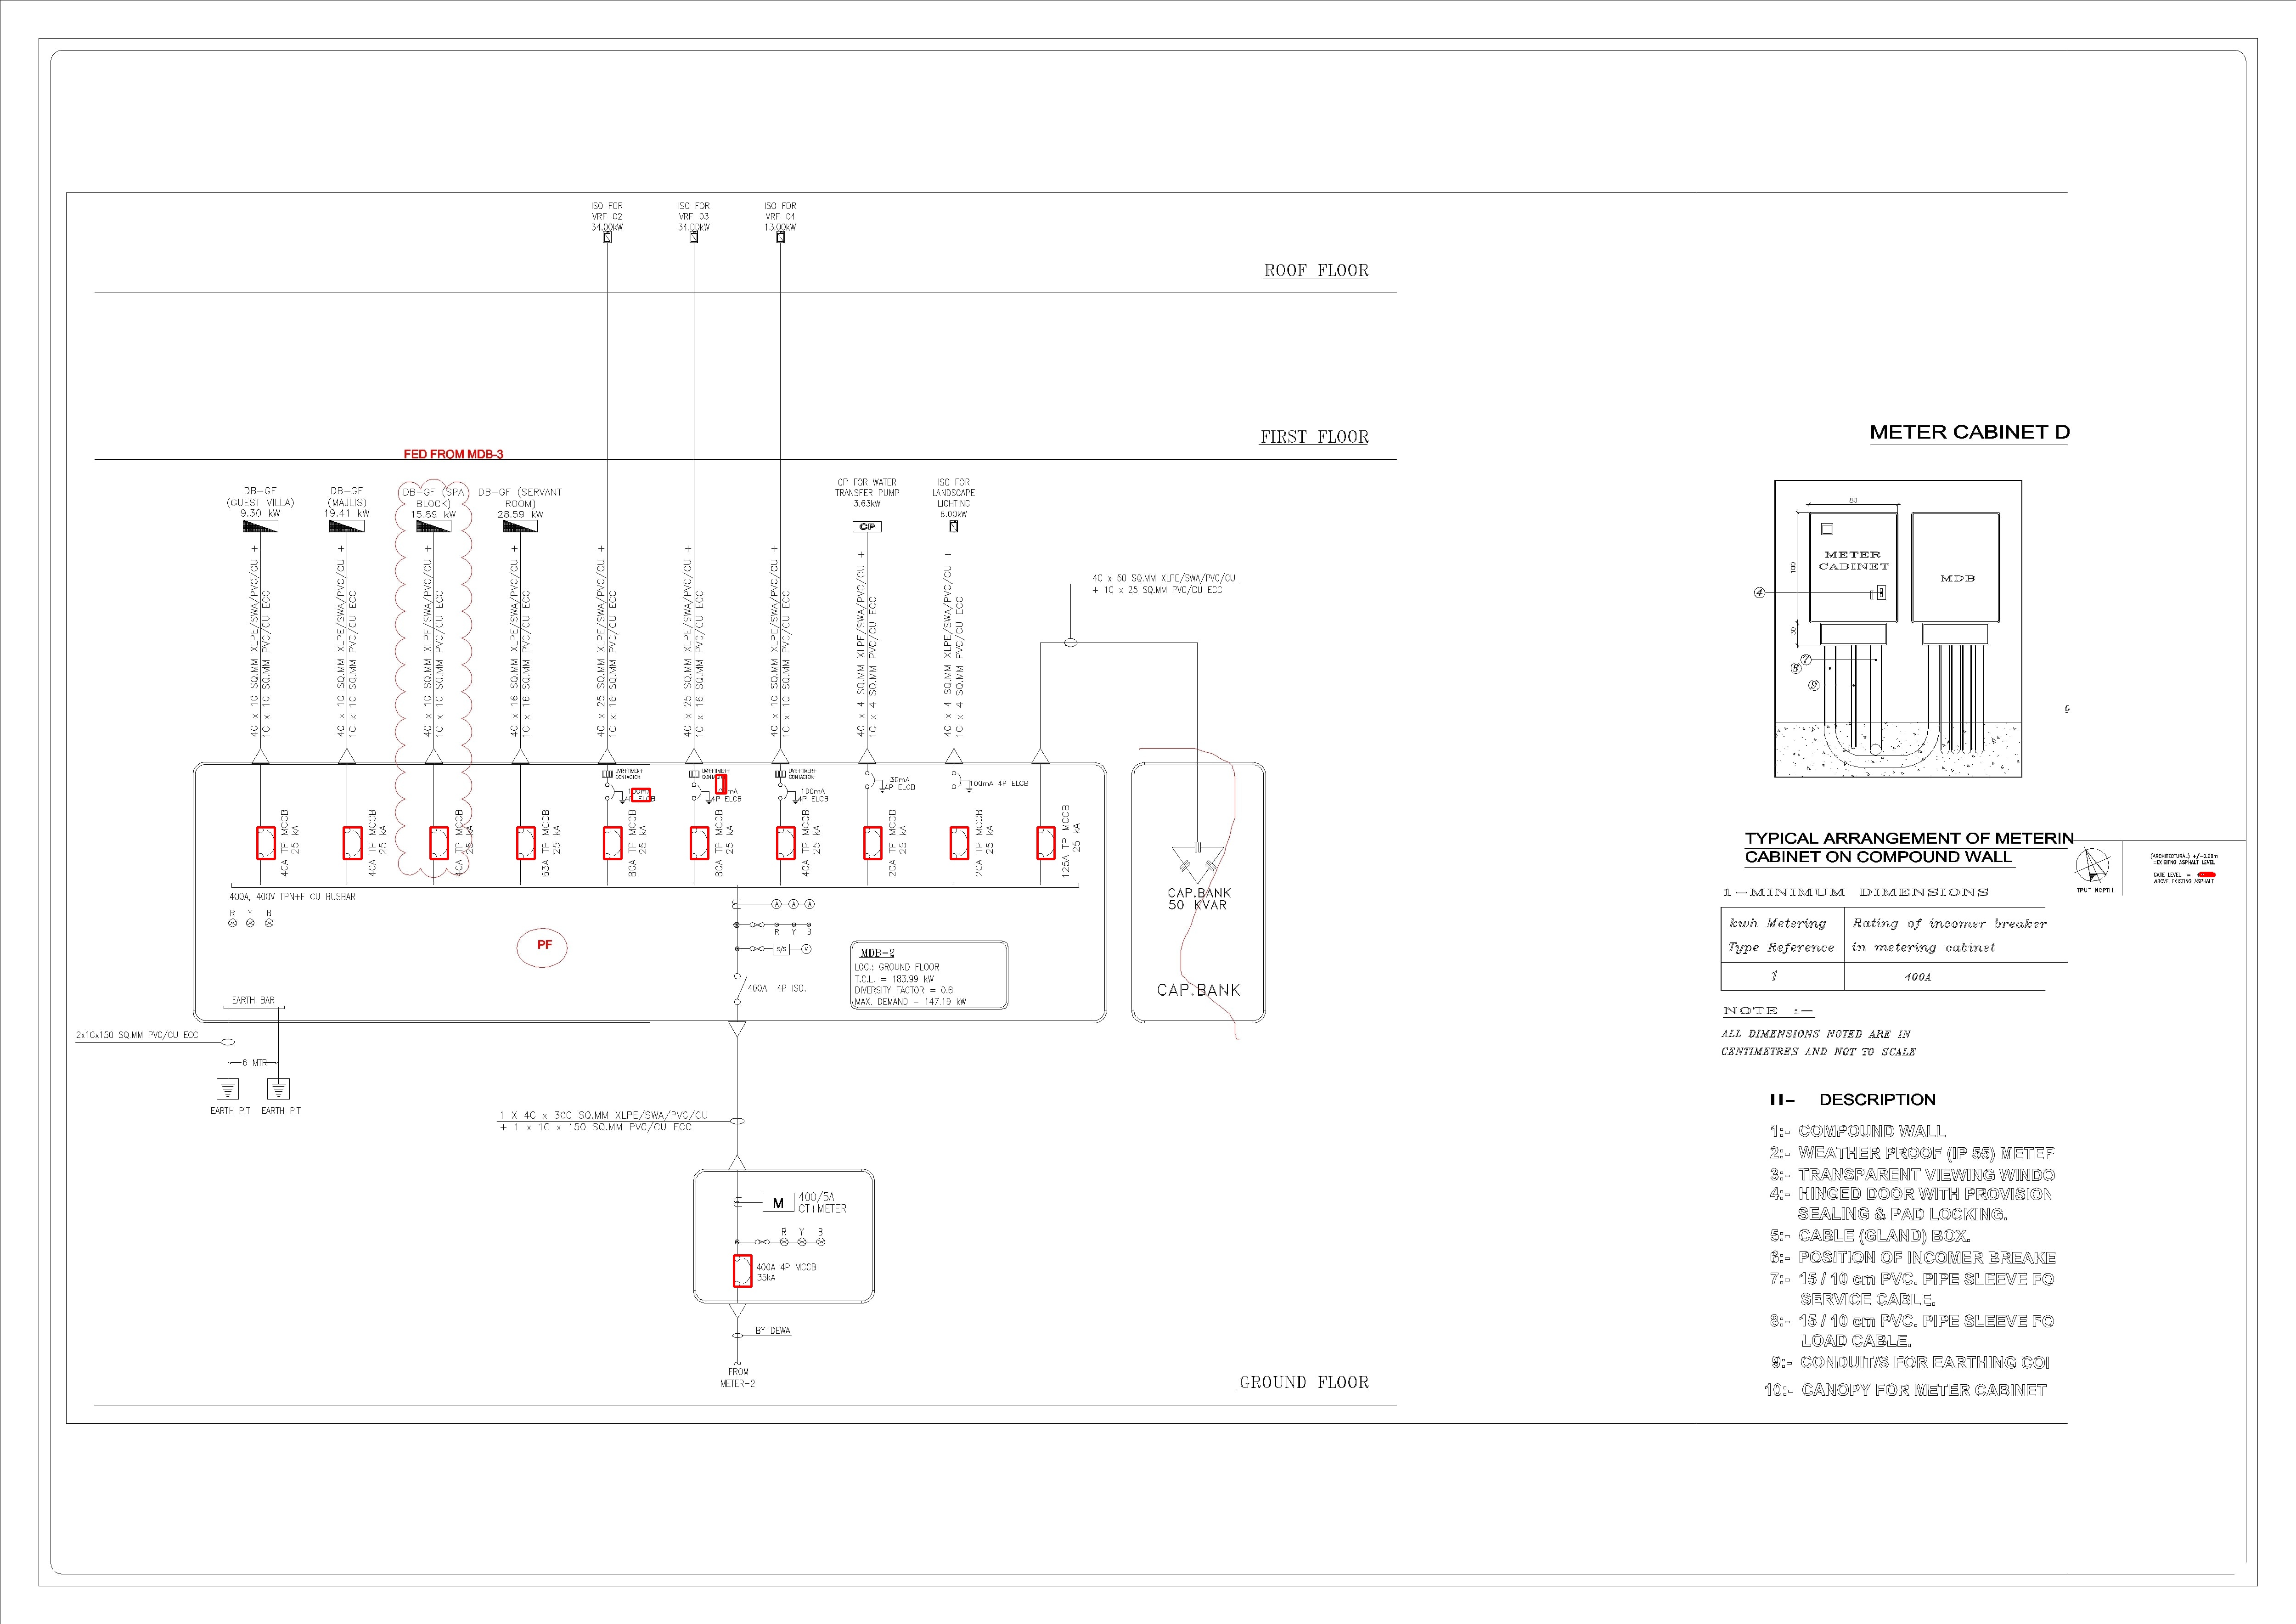 ISO FOR
VRF-02
34.00kW
ISO FOR
VRF-03
34.00kW
ISO FOR
VRF-04
13.00kW
ROOF FLOOR
FIRST FLOOR
FED FROM MDB-3
DB-GF
(GUEST VILLA)
9.30 kW
DB-GF
(MAJLIS)
19.41 kW
DB-GF (SPA
BLOCK)
15.89 kW
DB-GF (SERVANT
ROOM)
28.59 kW
CP FOR WATER
TRANSFER PUMP
3.63kW
CP
ISO FOR
LANDSCAPE
LIGHTING
6.00kW
4C x 10 SQ.MM XLPE/SWA/PVC/CU +
1C x 10 SQ.MM PVC/CU ECC
4C x 10 SQ.MM XLPE/SWA/PVC/CU +
1C x 10 SQ.MM PVC/CU ECC
4C x 10 SQ.MM XLPE/SWA/PVC/CU +
1C x 10 SQ.MM PVC/CU ECC
4C x 16 SQ.MM XLPE/SWA/PVC/CU +
1C x 16 SQ.MM PVC/CU ECC
4C x 25 SQ.MM XLPE/SWA/PVC/CU +
1C x 16 SQ.MM PVC/CU ECC
4C x 25 SQ.MM XLPE/SWA/PVC/CU +
1C x 16 SQ.MM PVC/CU ECC
4C x 10 SQ.MM XLPE/SWA/PVC/CU +
1C x 10 SQ.MM PVC/CU ECC
4C x 4 SQ.MM XLPE/SWA/PVC/CU +
1C x 4 SQ.MM PVC/CU ECC
4C x 4 SQ.MM XLPE/SWA/PVC/CU +
1C x 4 SQ.MM PVC/CU ECC
4C x 50 SQ.MM XLPE/SWA/PVC/CU
+ 1C x 25 SQ.MM PVC/CU ECC
UVR+TIMER+
CONTACTOR
100mA
4P ELCB
UVR+TIMER+
4P ELCB
UVR+TIMER+
CONTACTOR
100mA
4P ELCB
30mA
4P ELCB
100mA 4P ELCB
40A TP MCCB
25 kA
40A TP MCCB
25 kA
40A TP MCCB
25 kA
63A TP MCCB
25 kA
80A TP MCCB
25 kA
80A TP MCCB
25 kA
40A TP MCCB
25 kA
20A TP MCCB
25 kA
20A TP MCCB
25 kA
125A TP MCCB
25 kA
400A, 400V TPN+E CU BUSBAR
R Y B
PF
A A A
R Y B
S/S V
400A 4P ISO.
MDB-2
LOC.: GROUND FLOOR
T.C.L. = 183.99 kW
DIVERSITY FACTOR = 0.8
MAX. DEMAND = 147.19 kW
CAP.BANK
50 KVAR
CAP.BANK
EARTH BAR
2x1Cx150 SQ.MM PVC/CU ECC
6 MTR
EARTH PIT EARTH PIT
1 X 4C x 300 SQ.MM XLPE/SWA/PVC/CU
+ 1 x 1C x 150 SQ.MM PVC/CU ECC
M
400/5A
CT+METER
R Y B
400A 4P MCCB
35kA
BY DEWA
FROM
METER-2
GROUND FLOOR
METER CABINET D
60
100
30
METER
CABINET
MDB
4
7
8
9
G
TYPICAL ARRANGEMENT OF METERIN
CABINET ON COMPOUND WALL
1-MINIMUM DIMENSIONS
kwh Metering
Type Reference
Rating of incomer breaker
in metering cabinet
1
400A
NOTE :-
ALL DIMENSIONS NOTED ARE IN
CENTIMETRES AND NOT TO SCALE
II- DESCRIPTION
1:- COMPOUND WALL
2:- WEATHER PROOF (IP 55) METEF
3:- TRANSPARENT VIEWING WINDO
4:- HINGED DOOR WITH PROVISION
SEALING & PAD LOCKING.
5:- CABLE (GLAND) BOX.
6:- POSITION OF INCOMER BREAKE
7:- 15 / 10 cm PVC. PIPE SLEEVE FO
SERVICE CABLE.
8:- 15 / 10 cm PVC. PIPE SLEEVE FO
LOAD CABLE.
9:- CONDUIT/S FOR EARTHING COI
10:- CANOPY FOR METER CABINET
(ARCHITECTURAL) +/-0.00m
=EXISTING ASPHALT LEVEL
GATE LEVEL =
ABOVE EXISTING ASPHALT